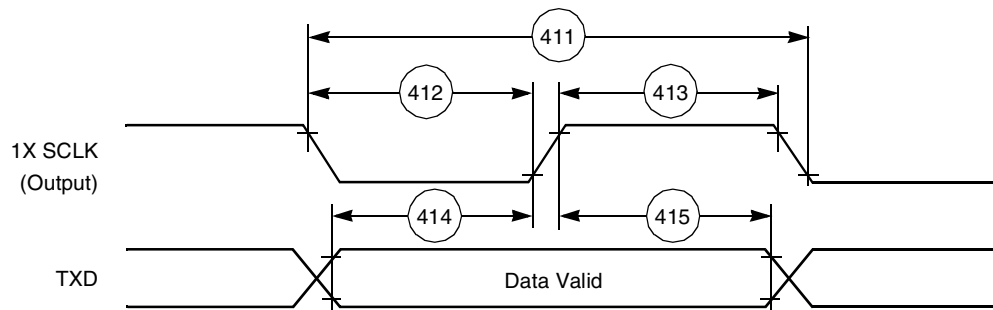 411
412
413
1X SCLK
(Output)
414
415
TXD
Data Valid